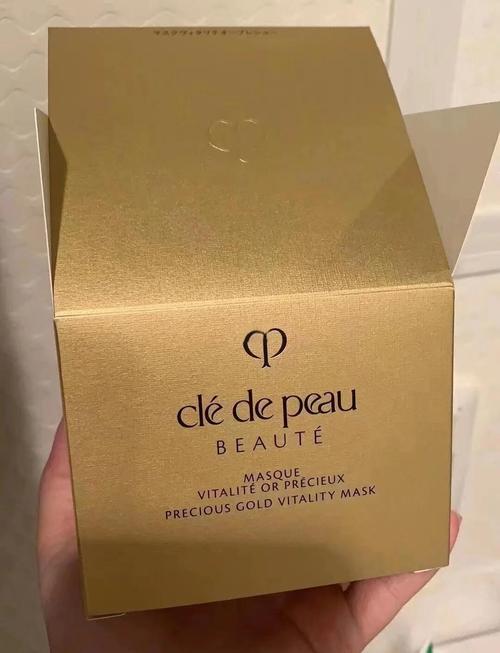 clé de peau
BEAUTÉ
MASQUE
VITALITÉ OR PRÉCIEUX
PRECIOUS GOLD VITALITY MASK